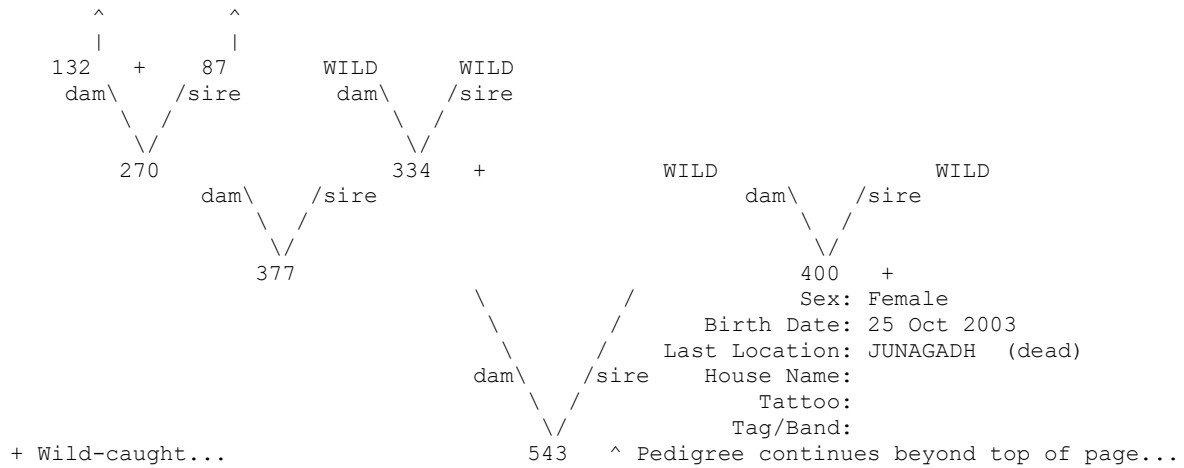 ^ ^
| |
132 + 87 WILD WILD
dam\ /sire dam\ /sire
\ / \ /
\/ \/
270 334 + WILD WILD
dam\ /sire dam\ /sire
\ / \ /
\/ \/
377 400 +
\ / Sex: Female
\ / Birth Date: 25 Oct 2003
\ / Last Location: JUNAGADH (dead)
dam\ /sire House Name:
\ / Tattoo:
\/ Tag/Band:
+ Wild-caught... 543 ^ Pedigree continues beyond top of page...